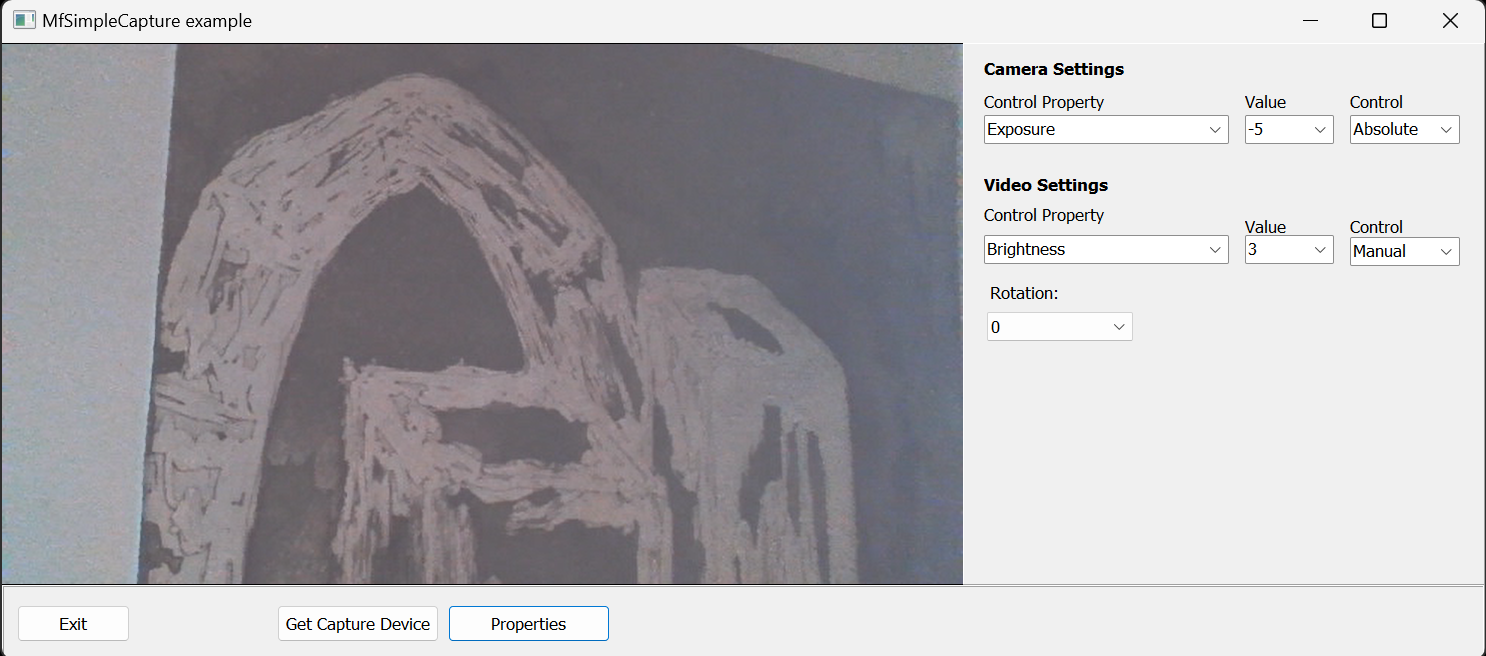 MfSimpleCapture example
Camera Settings
Control Property Value Control
Exposure -5 Absolute
Video Settings
Control Property
Value Control
Brightness 3 Manual
Rotation:
0
Exit Get Capture Device Properties